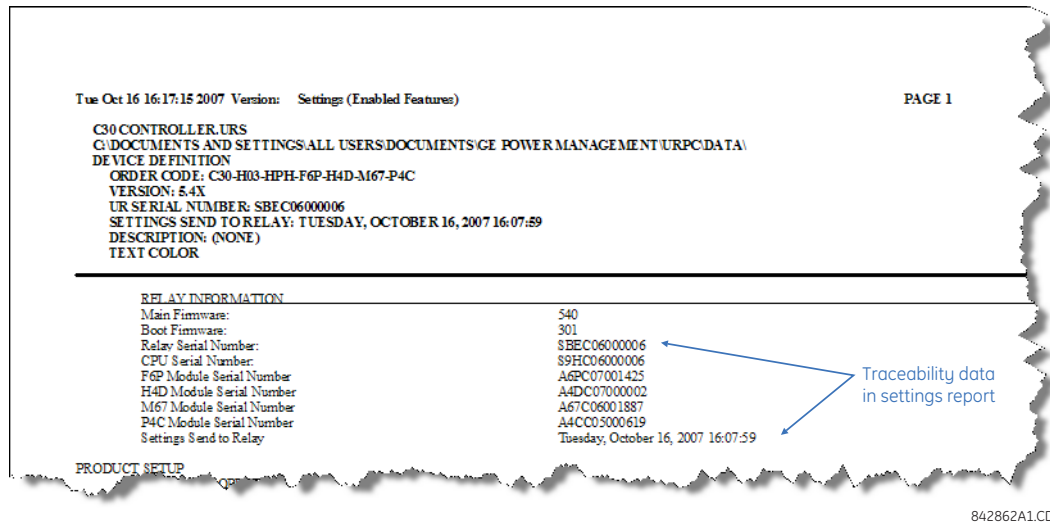 Tue Oct 16 16:17:15 2007 Version: Settings (Enabled Features) PAGE 1
C30 CONTROLLER.URS
C:\DOCUMENTS AND SETTINGS\ALL USERS\DOCUMENTS\GE POWER MANAGEMENT\URPC\DATA\
DEVICE DEFINITION
ORDER CODE: C30-H03-HPH-F6P-H4D-M67-P4C
VERSION: 5.4X
UR SERIAL NUMBER: SBEC06000006
SETTINGS SEND TO RELAY: TUESDAY, OCTOBER 16, 2007 16:07:59
DESCRIPTION: (NONE)
TEXT COLOR
RELAY INFORMATION
Main Firmware: 540
Boot Firmware: 301
Relay Serial Number: SBEC06000006
CPU Serial Number: S9HC06000006
F6P Module Serial Number A6PC07001425
H4D Module Serial Number A4DC07000002
M67 Module Serial Number A67C06001887
P4C Module Serial Number A4CC05000619
Settings Send to Relay Tuesday, October 16, 2007 16:07:59
Traceability data
in settings report
PRODUCT SETUP
842862A1.CD